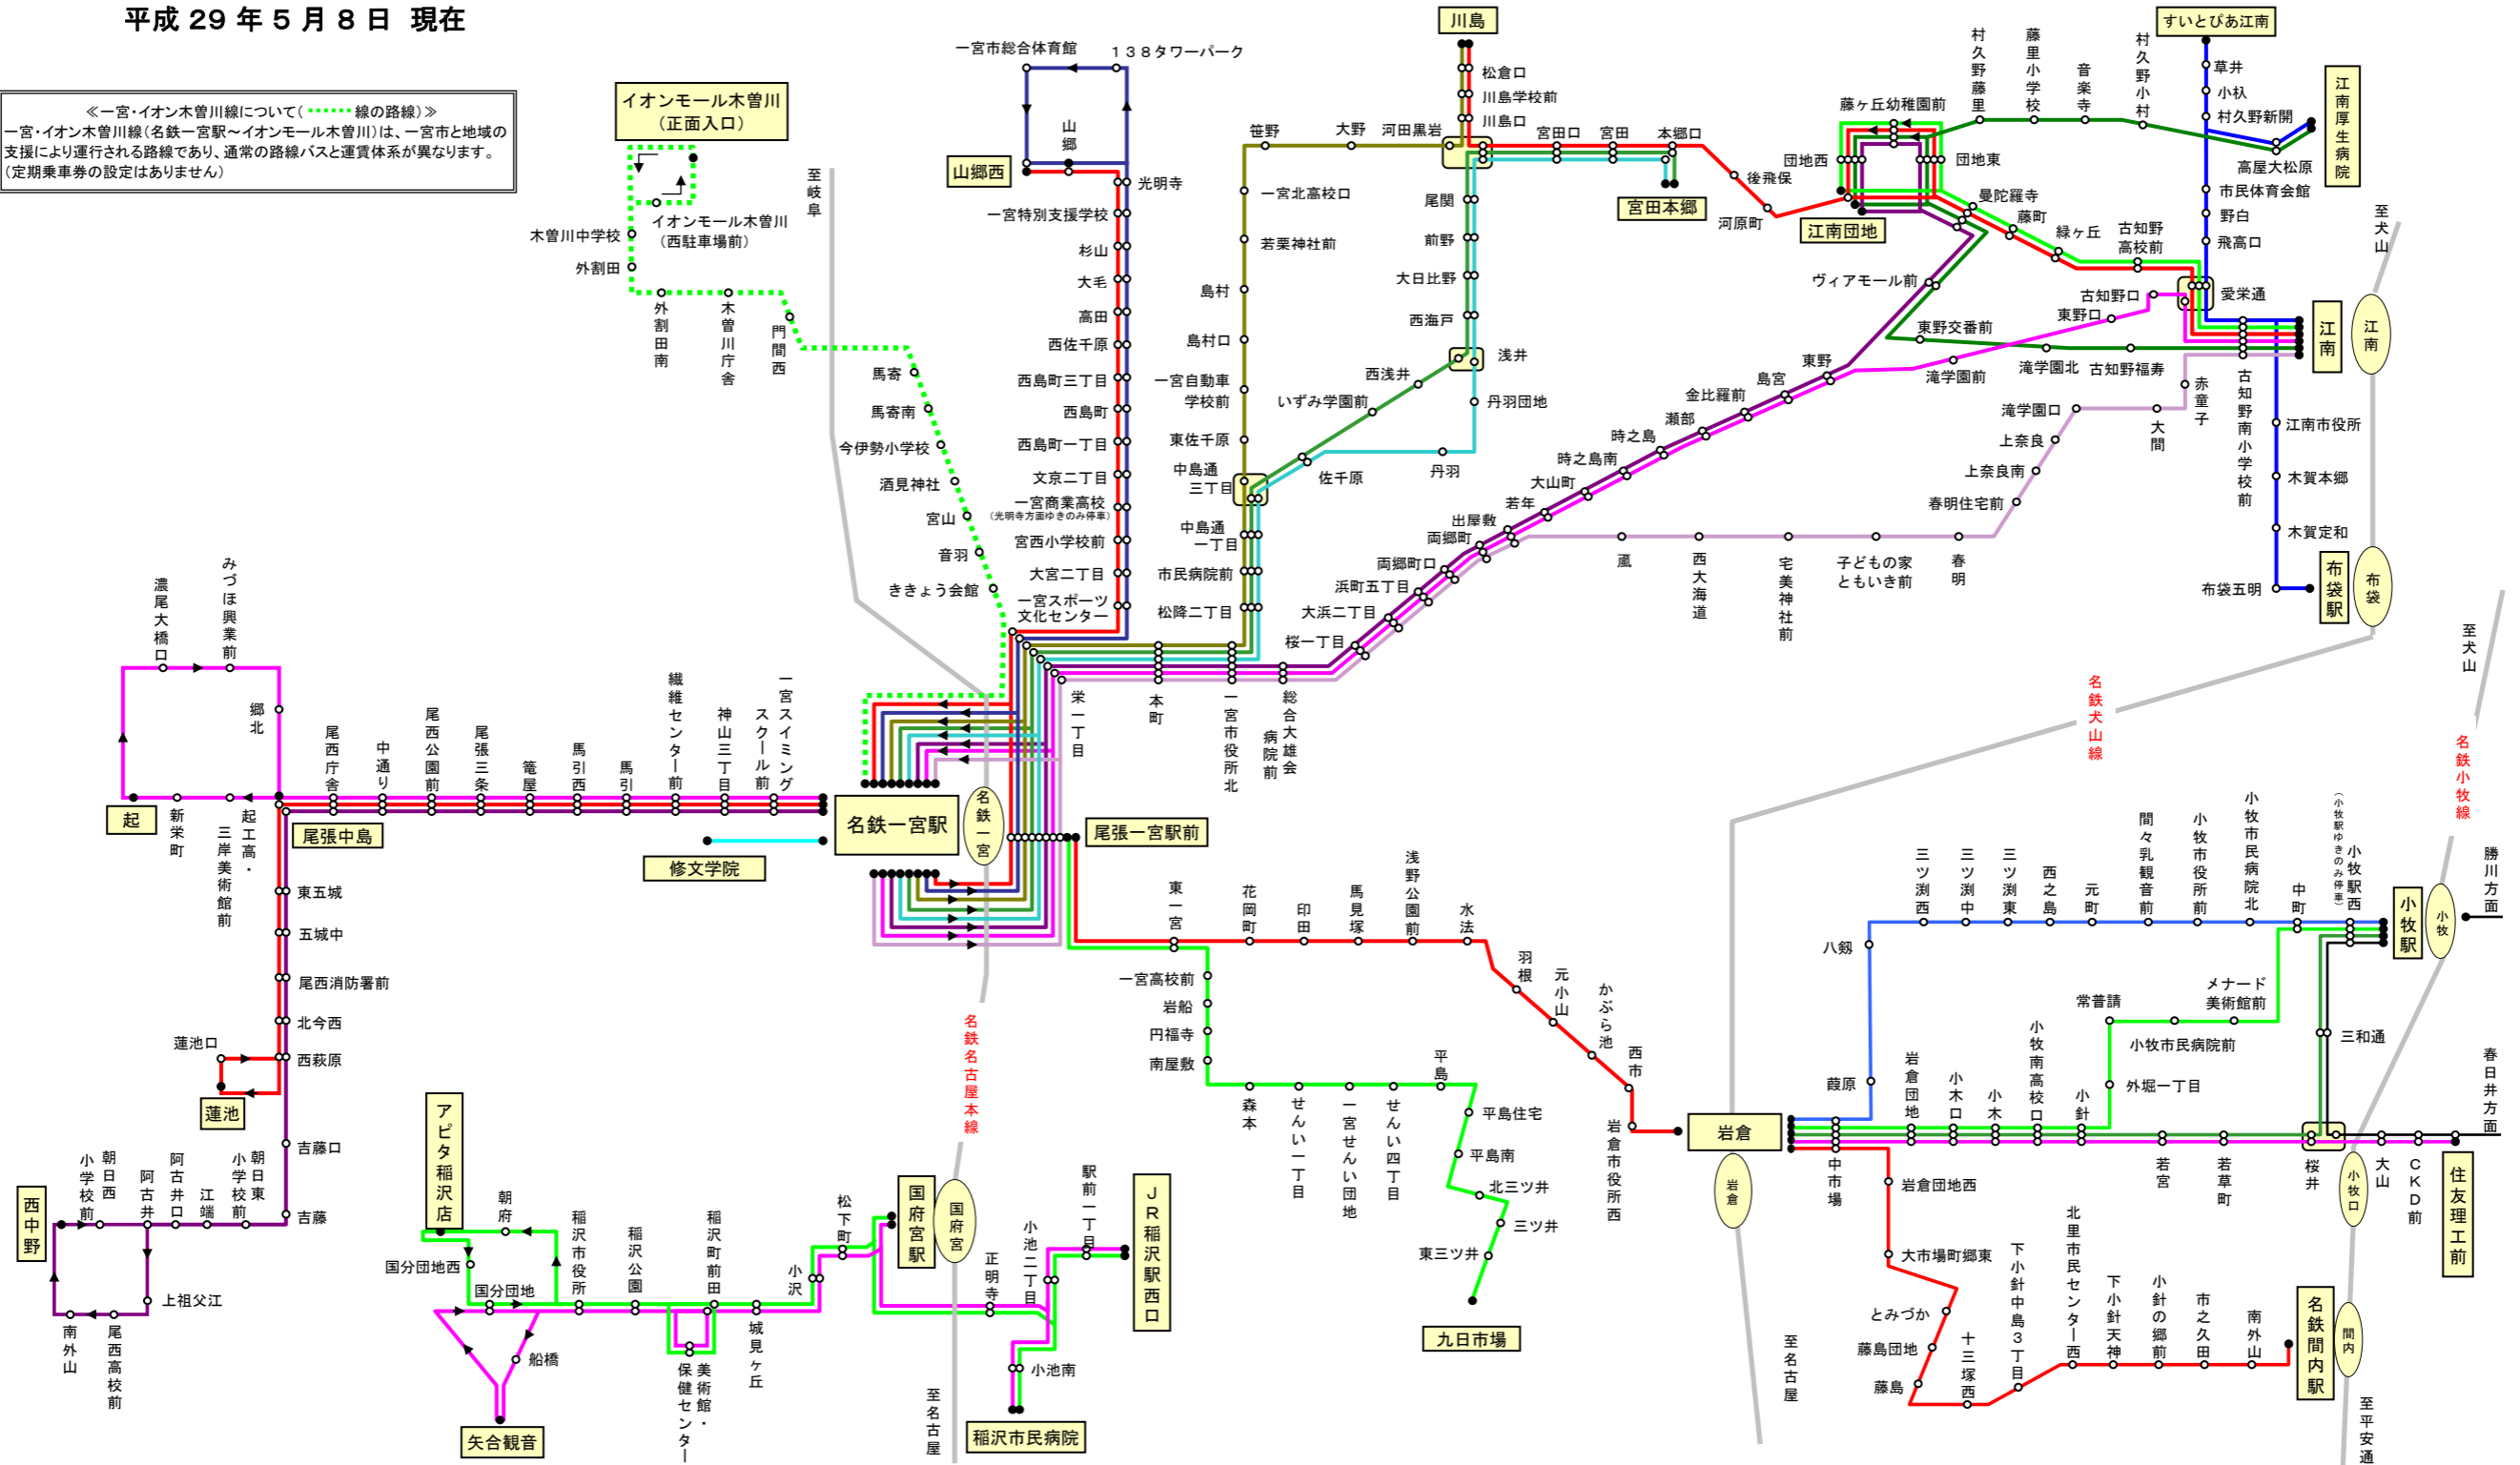 平成 29 年 5 月 8 日 現在
≪一宮・イオン木曽川線について( 線の路線)≫
一宮・イオン木曽川線(名鉄一宮駅～イオンモール木曽川)は、一宮市と地域の
支援により運行される路線であり、通常の路線バスと運賃体系が異なります。
(定期乗車券の設定はありません)
イオンモール木曽川
(正面入口)
イオンモール木曽川
(西駐車場前)
木曽川中学校
外割田
外割田南
木曽川庁舎
門間西
馬寄
馬寄南
今伊勢小学校
酒見神社
宮山
音羽
ききょう会館
至岐阜
一宮市総合体育館
138タワーパーク
山郷
山郷西
光明寺
一宮特別支援学校
杉山
大毛
高田
西佐千原
西島町三丁目
西島町
西島町一丁目
文京二丁目
一宮商業高校
(光明寺方面ゆきのみ停車)
宮西小学校前
大宮二丁目
一宮スポーツ
文化センター
川島
松倉口
川島学校前
川島口
笹野
大野
河田黒岩
宮田口
宮田
本郷口
宮田本郷
一宮北高校口
若栗神社前
島村
島村口
一宮自動車
学校前
東佐千原
中島通
三丁目
中島通
一丁目
市民病院前
松降二丁目
尾関
前野
大日比野
西海戸
浅井
西浅井
いずみ学園前
丹羽団地
丹羽
佐千原
後飛保
河原町
江南団地
団地西
団地東
藤ヶ丘幼稚園前
村久野藤里
藤里小学校
音楽寺
村久野小村
すいとぴあ江南
草井
小杁
村久野新開
江南厚生病院
高屋大松原
市民体育会館
野白
飛高口
曼陀羅寺
藤町
緑ヶ丘
古知野
高校前
愛栄通
古知野口
東野口
ヴィアモール前
東野交番前
滝学園北
古知野福寿
滝学園前
江南
江南
至犬山
赤童子
古知野南小学校前
大間
滝学園口
上奈良
上奈良南
春明住宅前
江南市役所
木賀本郷
木賀定和
布袋五明
布袋駅
布袋
東野
島宮
金比羅前
瀬部
時之島
時之島南
大山町
若年
出屋敷
両郷町
両郷町口
浜町五丁目
大浜二丁目
桜一丁目
西大海道
宅美神社前
子どもの家
ともいき前
春明
栄一丁目
本町
一宮市役所北
総合大雄会
病院前
濃尾大橋口
みづほ興業前
郷北
起
新栄町
起工高・
三岸美術館前
尾西庁舎
中通り
尾西公園前
尾張三条
篭屋
馬引西
馬引
繊維センター前
神山三丁目
一宮スイミング
スクール前
尾張中島
修文学院
名鉄一宮駅
名鉄一宮
尾張一宮駅前
東五城
五城中
尾西消防署前
北今西
西萩原
蓮池口
蓮池
吉藤口
吉藤
西中野
朝日西
小学校前
阿古井
阿古井口
江端
朝日東
小学校前
上祖父江
尾西高校前
南外山
アピタ稲沢店
朝府
国分団地西
国分団地
稲沢市役所
稲沢公園
稲沢町前田
城見ヶ丘
小沢
松下町
美術館・
保健センター
船橋
矢合観音
国府宮駅
国府宮
正明寺
小池二丁目
駅前一丁目
JR稲沢駅西口
小池南
稲沢市民病院
至名古屋
名鉄名古屋本線
東一宮
花岡町
印田
馬見塚
浅野公園前
水法
羽根
元小山
かぶら池
西市
岩倉市役所西
一宮高校前
岩船
円福寺
南屋敷
森本
せんい一丁目
一宮せんい団地
せんい四丁目
平島
平島住宅
平島南
北三ツ井
三ツ井
東三ツ井
九日市場
名鉄犬山線
岩倉
岩倉
至名古屋
八剱
葭原
三ツ渕西
三ツ渕中
三ツ渕東
西之島
元町
間々乳観音前
小牧市役所前
小牧市民病院北
中町
小牧駅西
(小牧駅ゆきのみ停車)
小牧駅
小牧
至犬山
名鉄小牧線
勝川方面
春日井方面
常普請
メナード
美術館前
小牧市民病院前
外堀一丁目
三和通
中市場
岩倉団地
小木口
小木
小牧南高校口
小針
若宮
若草町
桜井
小牧口
大山
CKD前
住友理工前
岩倉団地西
大市場町郷東
とみづか
藤島団地
藤島
十三塚西
下小針中島3丁目
北里市民センター西
下小針天神
小針の郷前
市之久田
南外山
名鉄間内駅
間内
至平安通